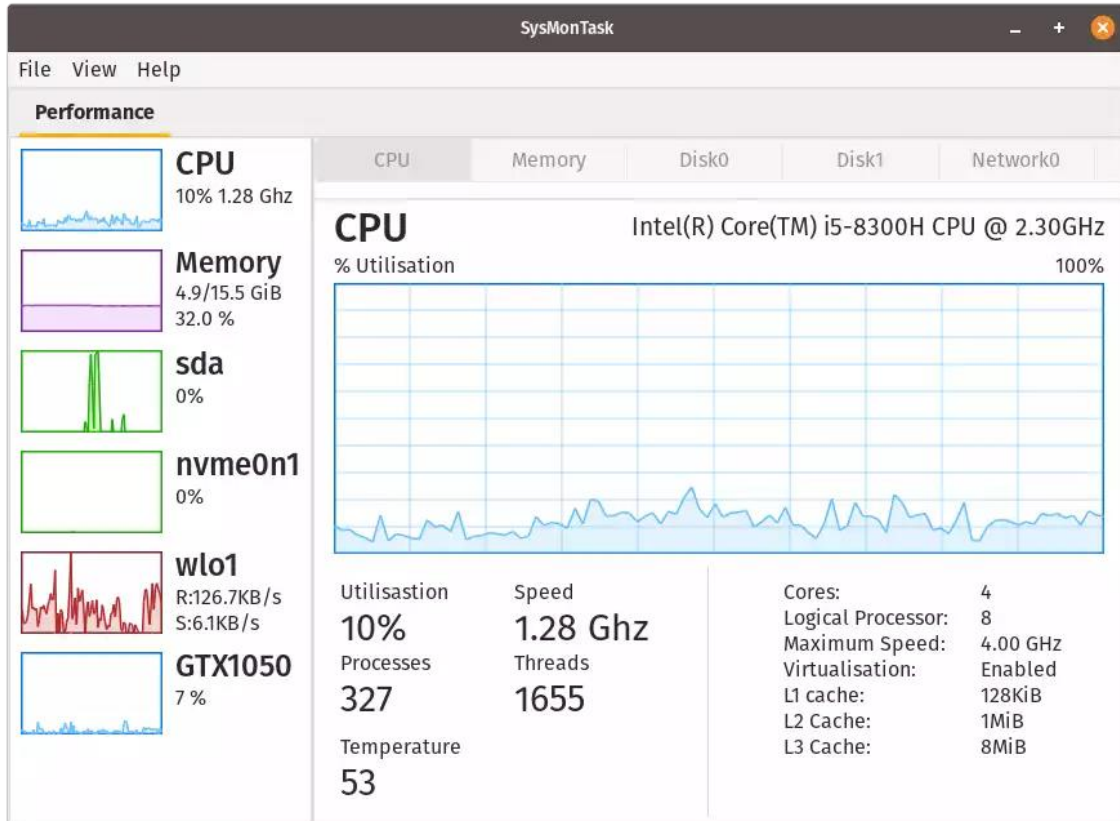 SysMonTask
File View Help
Performance
CPU
10% 1.28 Ghz
Memory
4.9/15.5 GiB
32.0 %
sda
0%
nvme0n1
0%
wlo1
R:126.7KB/s
S:6.1KB/s
GTX1050
7 %
CPU Memory Disk0 Disk1 Network0
CPU Intel(R) Core(TM) i5-8300H CPU @ 2.30GHz
% Utilisation 100%
Utilisastion Speed
10% 1.28 Ghz
Processes Threads
327 1655
Temperature
53
Cores: 4
Logical Processor: 8
Maximum Speed: 4.00 GHz
Virtualisation: Enabled
L1 cache: 128KiB
L2 Cache: 1MiB
L3 Cache: 8MiB